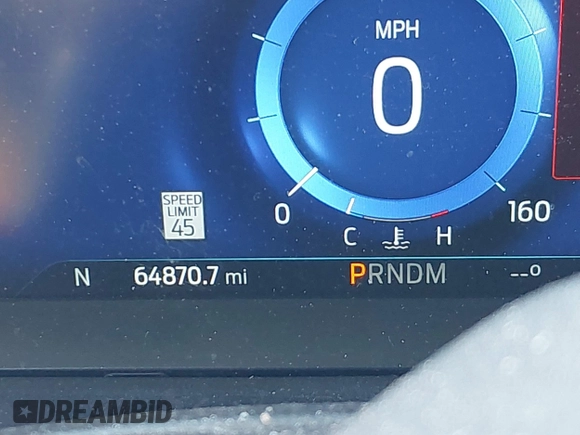 MPH
0
SPEED
LIMIT
45
0
160
C H
N 64870.7 mi PRNDM --°
DREAMBID